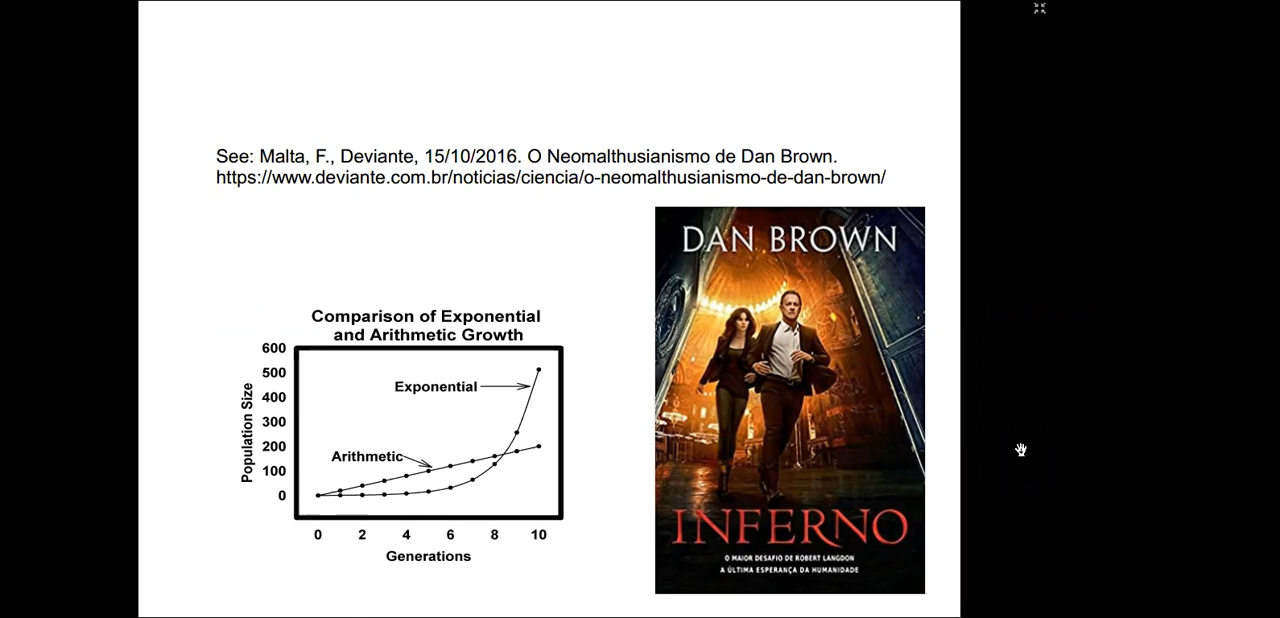 See: Malta, F., Deviante, 15/10/2016. O Neomalthusianismo de Dan Brown.
https://www.deviante.com.br/noticias/ciencia/o-neomalthusianismo-de-dan-brown/
Comparison of Exponential
and Arithmetic Growth
600
500
400
300
200
100
0
Population Size
Exponential
Arithmetic
0 2 4 6 8 10
Generations
DAN BROWN
INFERNO
O MAIOR DESAFIO DE ROBERT LANGDON
A ÚLTIMA ESPERANÇA DA HUMANIDADE